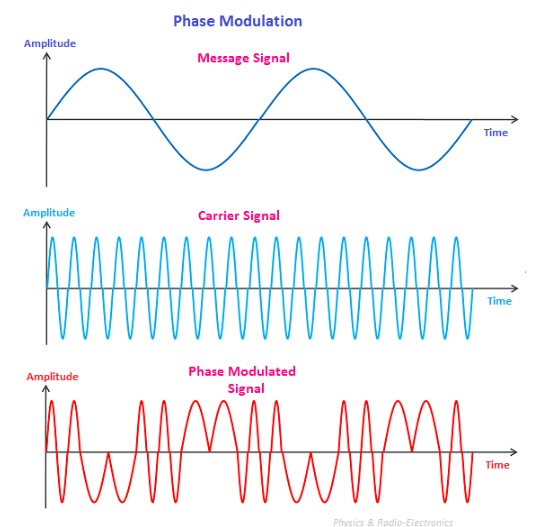 Phase Modulation
Amplitude
Message Signal
Time
Amplitude
Carrier Signal
Time
Amplitude
Phase Modulated
Signal
Time
Physics & Radio-Electronics